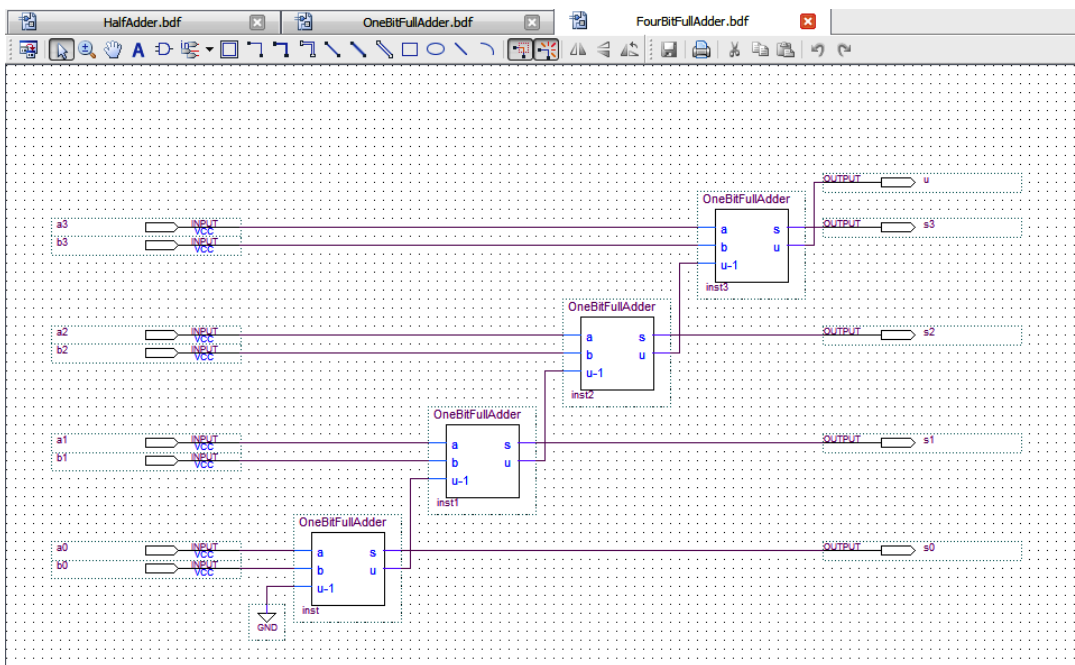 HalfAdder.bdf OneBitFullAdder.bdf FourBitFullAdder.bdf
A
OUTPUT u
OneBitFullAdder
a3 INPUT VCC a s OUTPUT s3
b3 INPUT VCC b u
u-1
inst3
OneBitFullAdder
a2 INPUT VCC a s OUTPUT s2
b2 INPUT VCC b u
u-1
inst2
OneBitFullAdder
a1 INPUT VCC a s OUTPUT s1
b1 INPUT VCC b u
u-1
inst1
OneBitFullAdder
a0 INPUT VCC a s OUTPUT s0
b0 INPUT VCC b u
u-1
inst
GND